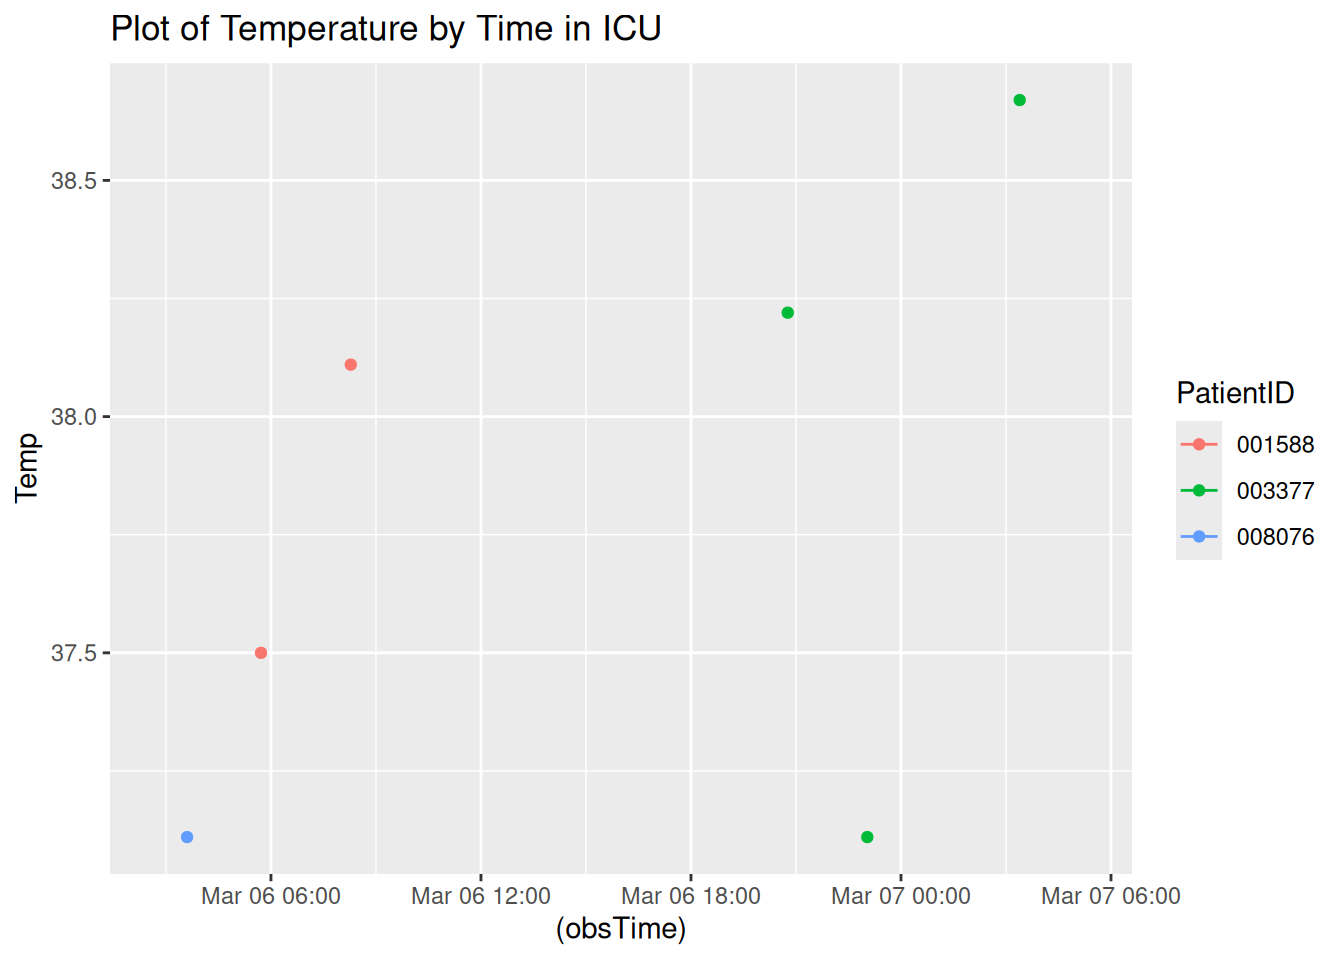 Plot of Temperature by Time in ICU
38.5
38.0
37.5
Temp
Mar 06 06:00 Mar 06 12:00 Mar 06 18:00 Mar 07 00:00 Mar 07 06:00
(obsTime)
PatientID
001588
003377
008076